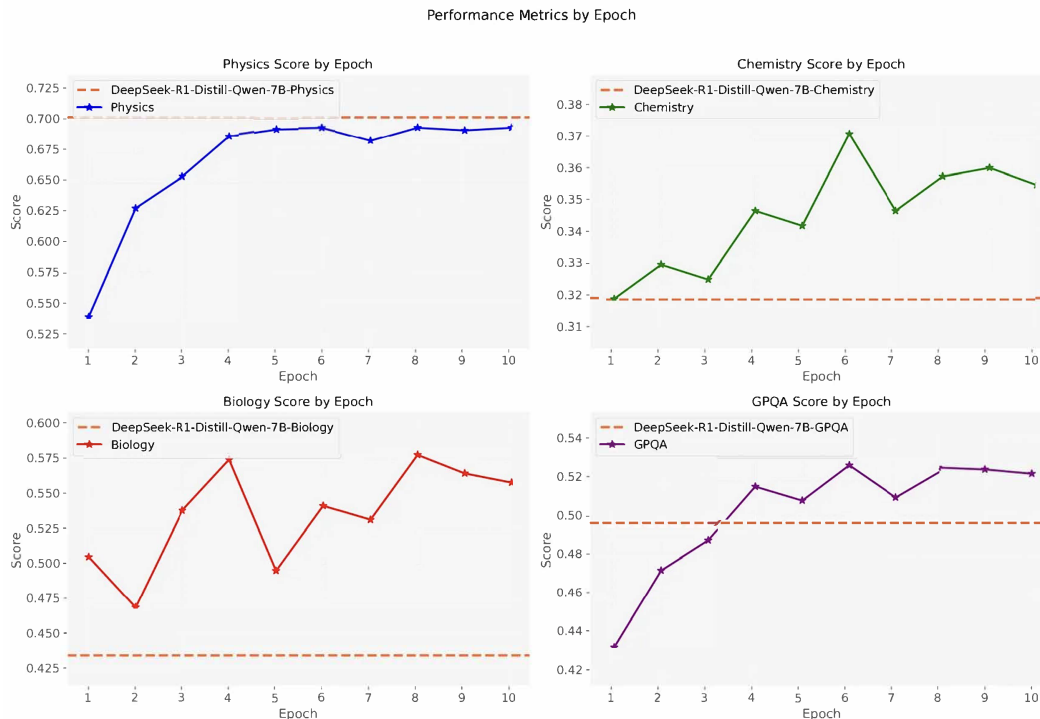 Performance Metrics by Epoch
Physics Score by Epoch
DeepSeek-R1-Distill-Qwen-7B-Physics
Physics
0.725
0.700
0.675
0.650
0.625
0.600
0.575
0.550
0.525
Score
1 2 3 4 5 6 7 8 9 10
Epoch
Chemistry Score by Epoch
DeepSeek-R1-Distill-Qwen-7B-Chemistry
Chemistry
0.38
0.37
0.36
0.35
0.34
0.33
0.32
0.31
Score
1 2 3 4 5 6 7 8 9 10
Epoch
Biology Score by Epoch
DeepSeek-R1-Distill-Qwen-7B-Biology
Biology
0.600
0.575
0.550
0.525
0.500
0.475
0.450
0.425
Score
1 2 3 4 5 6 7 8 9 10
Epoch
GPQA Score by Epoch
DeepSeek-R1-Distill-Qwen-7B-GPQA
GPQA
0.54
0.52
0.50
0.48
0.46
0.44
0.42
Score
1 2 3 4 5 6 7 8 9 10
Epoch